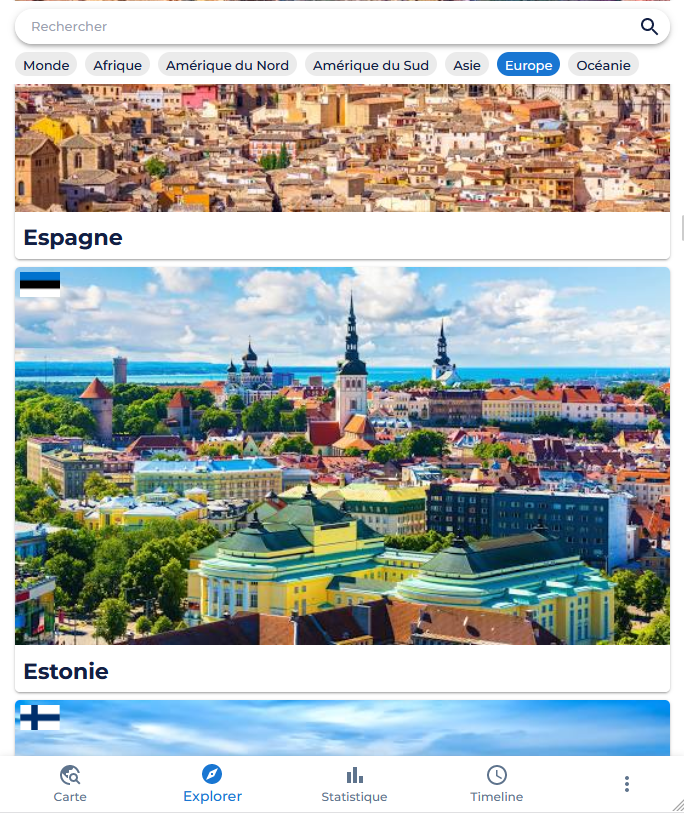 Rechercher
Monde Afrique Amérique du Nord Amérique du Sud Asie Europe Océanie
Espagne
Estonie
Carte Explorer Statistique Timeline